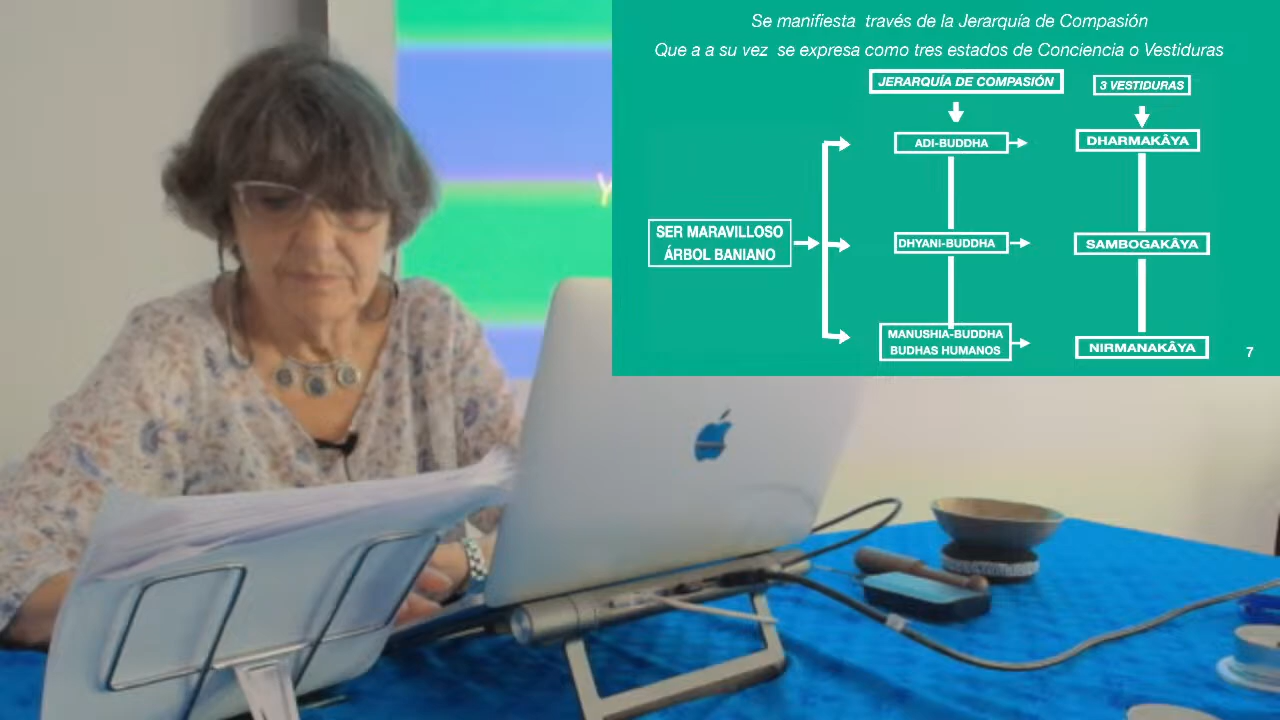 Se manifiesta través de la Jerarquía de Compasión
Que a a su vez se expresa como tres estados de Conciencia o Vestiduras
JERARQUÍA DE COMPASIÓN
3 VESTIDURAS
ADI-BUDDHA
DHARMAKÂYA
SER MARAVILLOSO
ÁRBOL BANIANO
DHYANI-BUDDHA
SAMBOGAKÂYA
MANUSHIA-BUDDHA
BUDHAS HUMANOS
NIRMANAKÂYA
7
Y